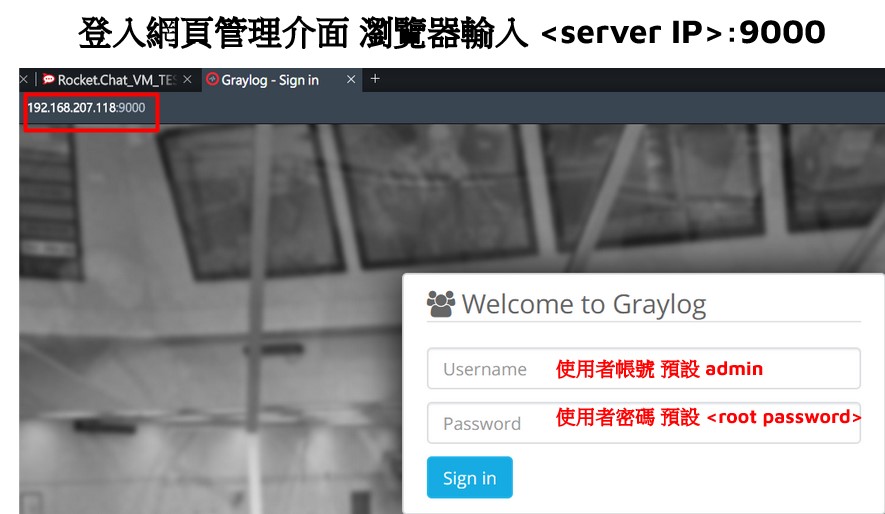 登入網頁管理介面 瀏覽器輸入 <server IP>:9000
Rocket.Chat_VM_TES
Graylog - Sign in
192.168.207.118:9000
Welcome to Graylog
Username 使用者帳號 預設 admin
Password 使用者密碼 預設 <root password>
Sign in